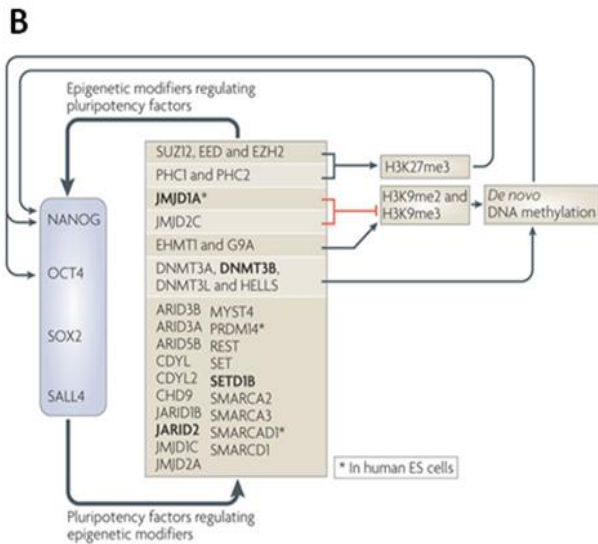 B
Epigenetic modifiers regulating
pluripotency factors
SUZ12, EED and EZH2
PHC1 and PHC2
JMJD1A*
JMJD2C
EHMT1 and G9A
DNMT3A, DNMT3B,
DNMT3L and HELLS
ARID3B MYST4
ARID3A PRDM14*
ARID5B REST
CDYL SET
CDYL2 SETD1B
CHD9 SMARCA2
JARID1B SMARCA3
JARID2 SMARCAD1*
JMJD1C SMARCD1
JMJD2A
H3K27me3
H3K9me2 and
H3K9me3
De novo
DNA methylation
NANOG
OCT4
SOX2
SALL4
* In human ES cells
Pluripotency factors regulating
epigenetic modifiers